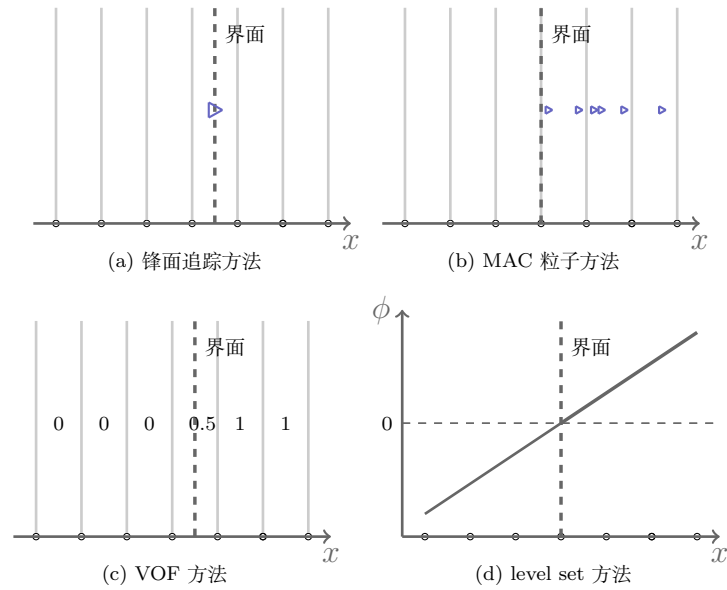 界面
界面
x
x
(a) 锋面追踪方法
(b) MAC 粒子方法
ϕ
界面
界面
0 0 0 0.5 1 1
0
x
x
(c) VOF 方法
(d) level set 方法